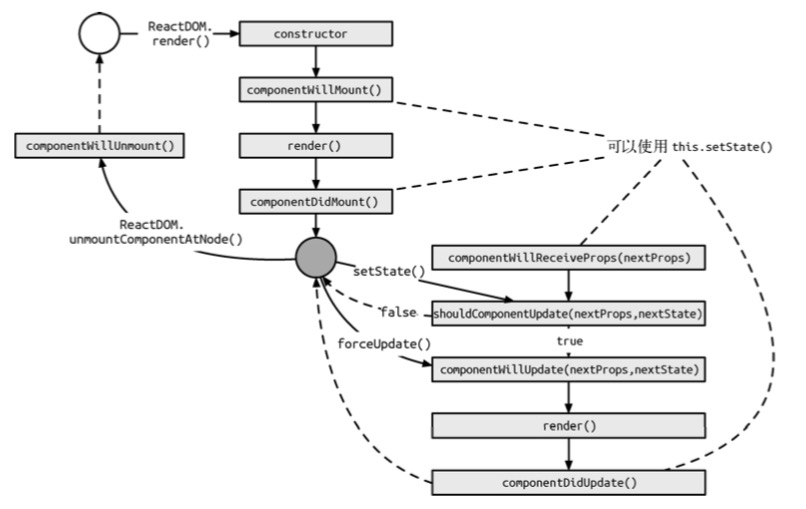 ReactDOM.
render()
constructor
componentWillMount()
componentWillUnmount()
render()
可以使用 this.setState()
componentDidMount()
ReactDOM.
unmountComponentAtNode()
componentWillReceiveProps(nextProps)
setState()
false
shouldComponentUpdate(nextProps,nextState)
forceUpdate()
true
componentWillUpdate(nextProps,nextState)
render()
componentDidUpdate()